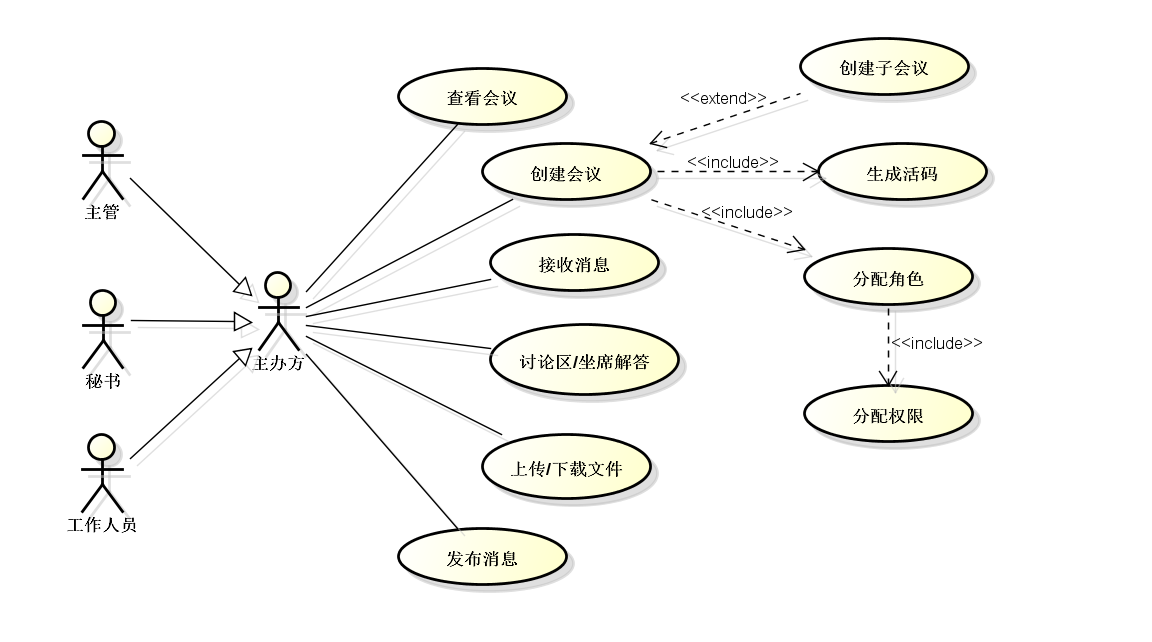 创建子会议
查看会议
<<extend>>
<<include>>
创建会议
生成活码
主管
<<include>>
接收消息
分配角色
<<include>>
主办方
讨论区/坐席解答
秘书
分配权限
上传/下载文件
工作人员
发布消息